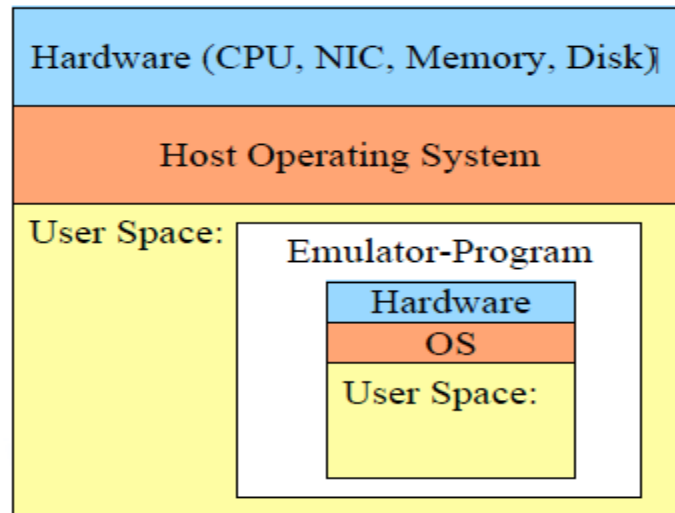 Hardware (CPU, NIC, Memory, Disk)
Host Operating System
User Space:
Emulator-Program
Hardware
OS
User Space: